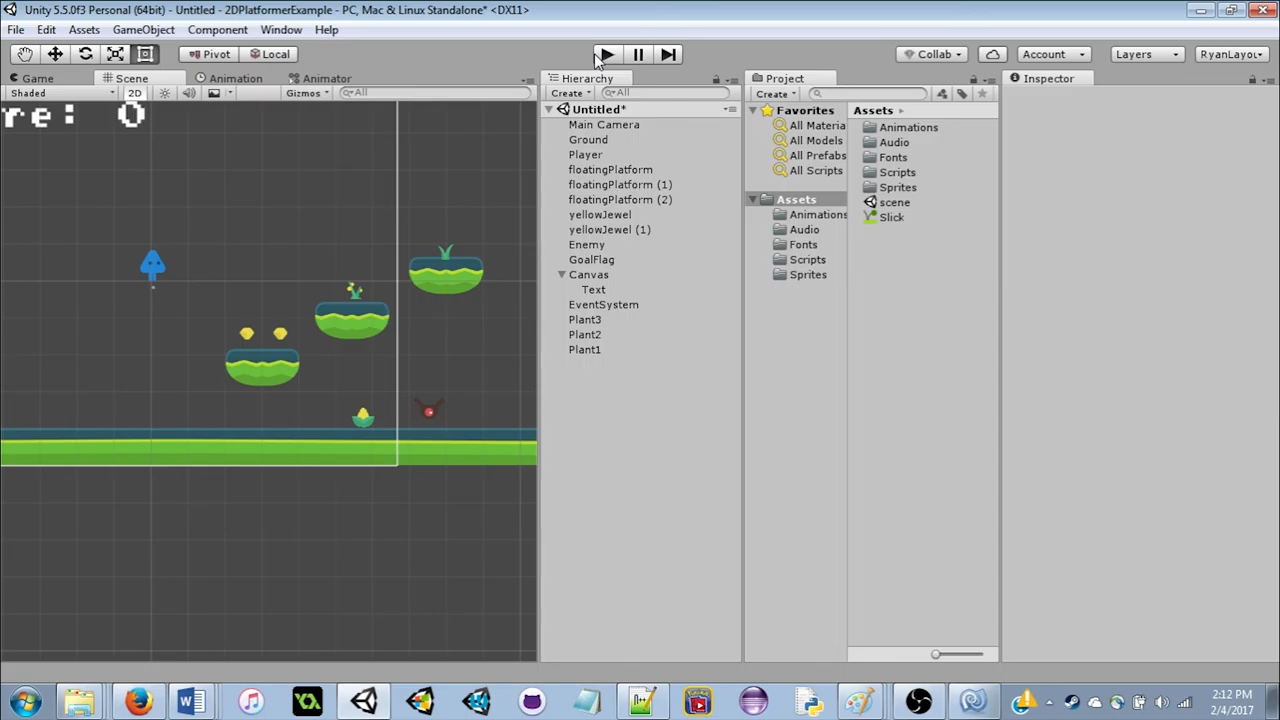 Unity 5.5.0f3 Personal (64bit) - Untitled - 2DPlatformerExample - PC, Mac & Linux Standalone* <DX11>
File Edit Assets GameObject Component Window Help
Pivot Local Collab Account Layers RyanLayou
Game Scene Animation Animator Hierarchy Project Inspector
Shaded 2D Gizmos All Create All Create
re: 0
Untitled*
Main Camera
Ground
Player
floatingPlatform
floatingPlatform (1)
floatingPlatform (2)
yellowJewel
yellowJewel (1)
Enemy
GoalFlag
Canvas
Text
EventSystem
Plant3
Plant2
Plant1
Favorites
All Materia
All Models
All Prefabs
All Scripts
Assets
Animations
Audio
Fonts
Scripts
Sprites
Assets
Animations
Audio
Fonts
Scripts
Sprites
scene
Slick
2:12 PM
2/4/2017